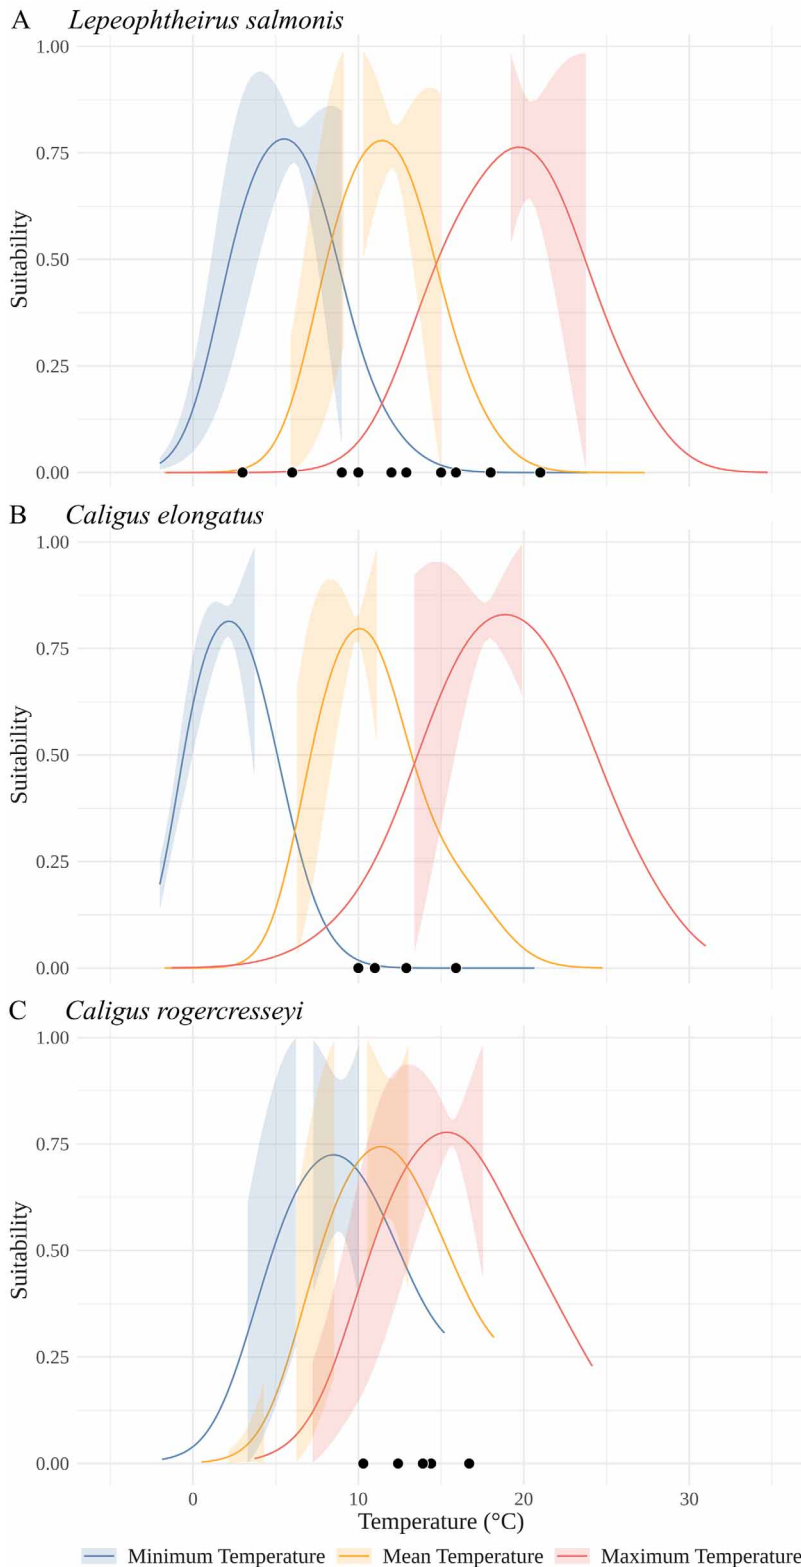 A Lepeophtheirus salmonis
1.00
0.75
0.50
0.25
0.00
Suitability
B Caligus elongatus
1.00
0.75
0.50
0.25
0.00
Suitability
C Caligus rogercresseyi
1.00
0.75
0.50
0.25
0.00
Suitability
0 10 20 30
Temperature (°C)
Minimum Temperature Mean Temperature Maximum Temperature